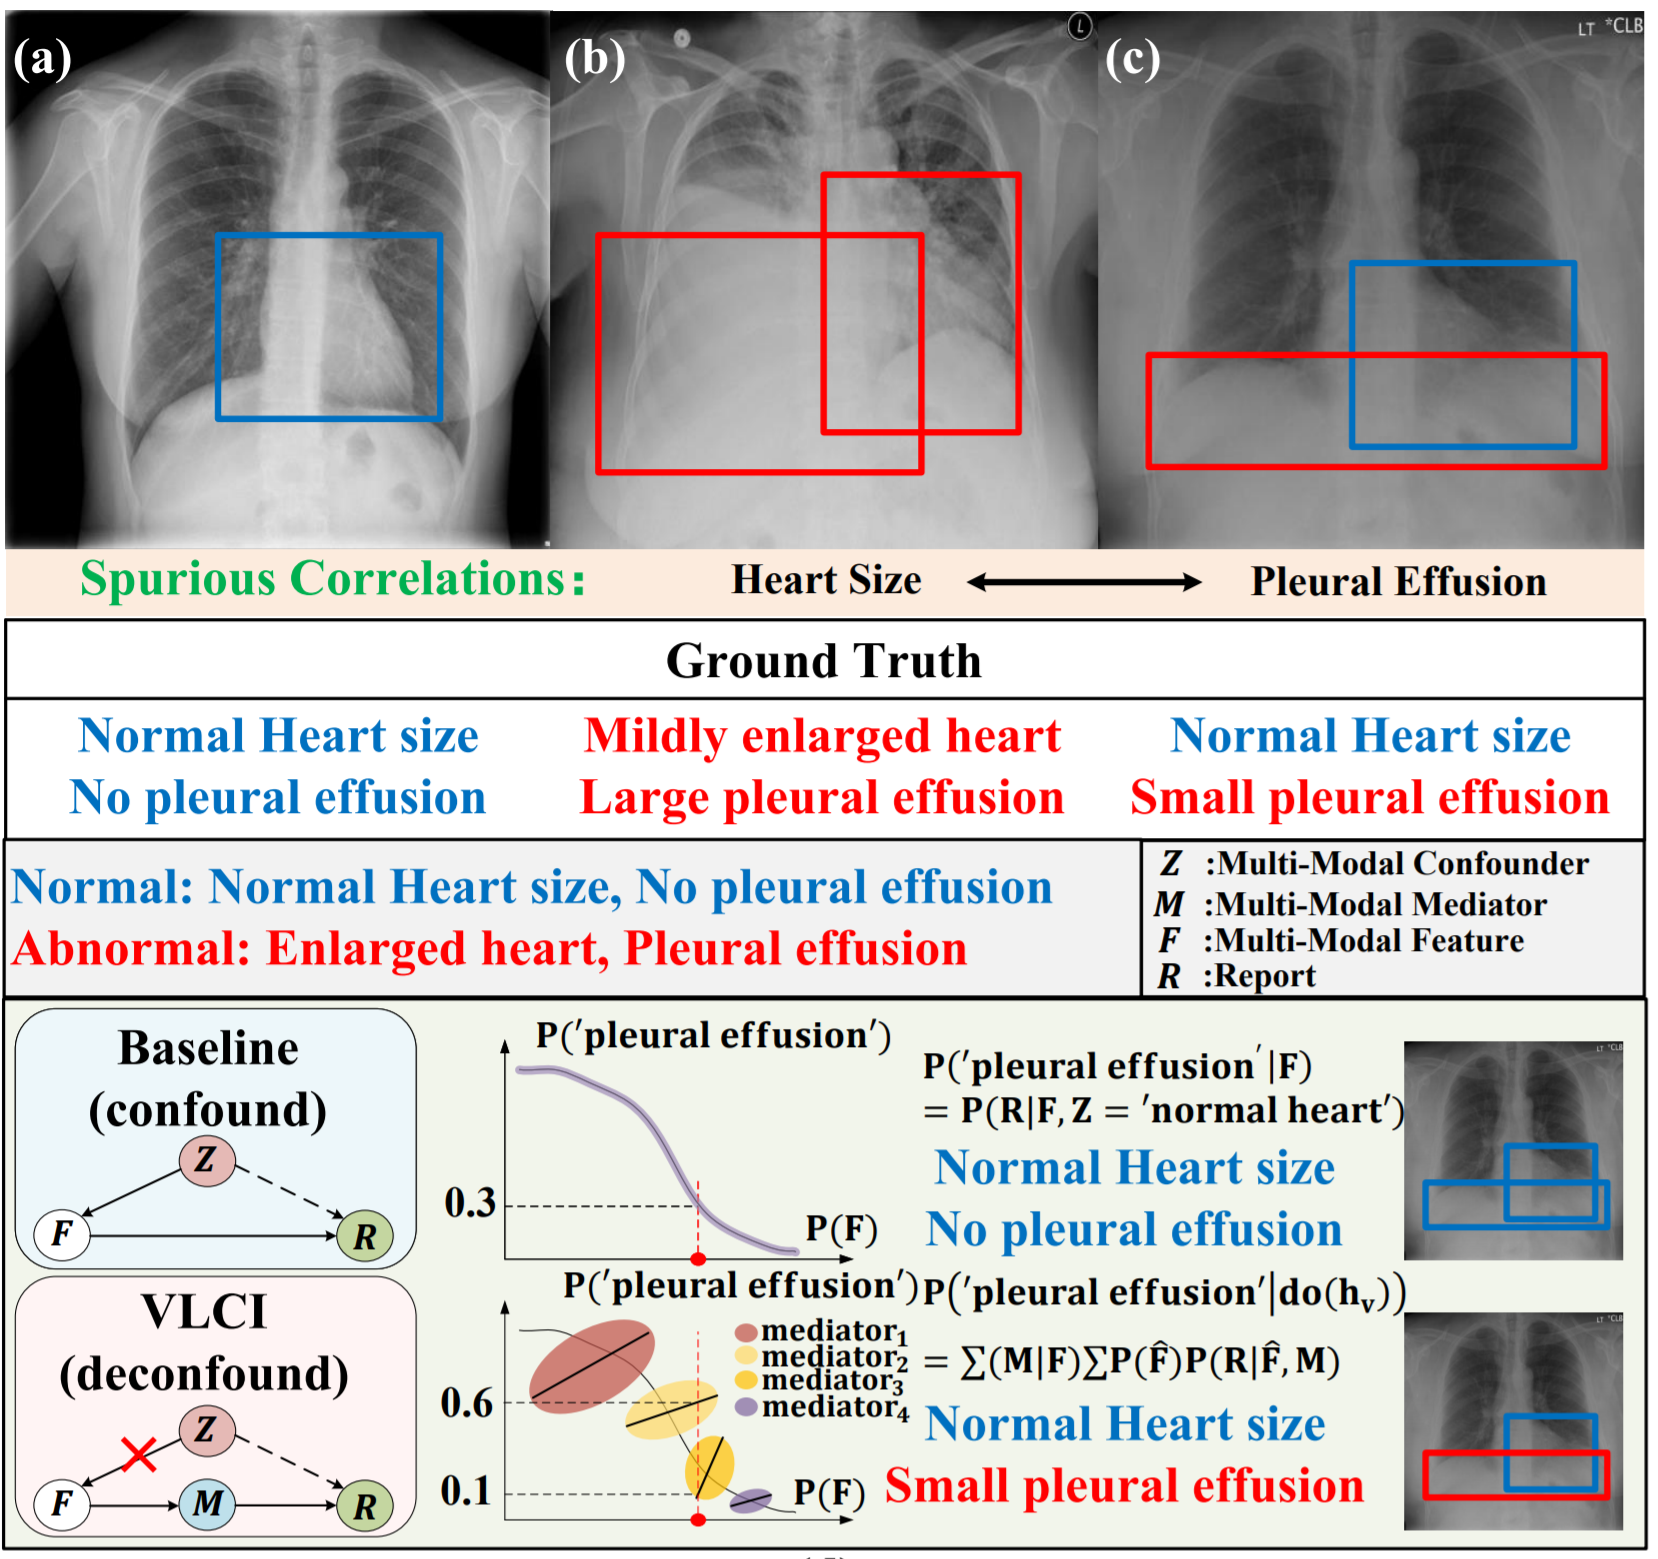 (a)
(b)
L
(c)
LT *CLB
Spurious Correlations:
Heart Size
Pleural Effusion
Ground Truth
Normal Heart size
No pleural effusion
Mildly enlarged heart
Large pleural effusion
Normal Heart size
Small pleural effusion
Normal: Normal Heart size, No pleural effusion
Abnormal: Enlarged heart, Pleural effusion
Z :Multi-Modal Confounder
M :Multi-Modal Mediator
F :Multi-Modal Feature
R :Report
Baseline
(confound)
Z
F
R
P('pleural effusion')
0.3
P(F)
P('pleural effusion'|F)
= P(R|F, Z = 'normal heart')
Normal Heart size
No pleural effusion
LT *CLB
VLCI
(deconfound)
Z
F
M
R
P('pleural effusion')
mediator₁
mediator₂
mediator₃
mediator₄
0.6
0.1
P(F)
P('pleural effusion'|do(hᵥ))
= ∑(M|F)∑P(F̂)P(R|F̂, M)
Normal Heart size
Small pleural effusion
LT *CLB